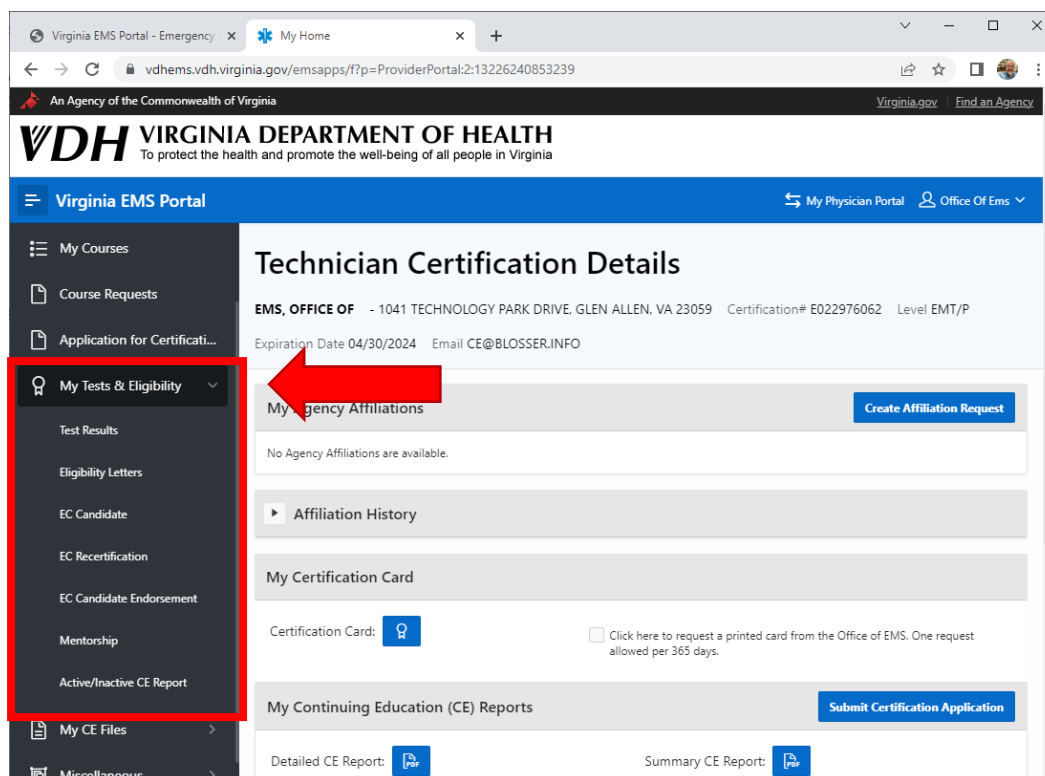 Virginia EMS Portal - Emergency
My Home
vdhems.vdh.virginia.gov/emsapps/f?p=ProviderPortal:2:13226240853239
An Agency of the Commonwealth of Virginia
Virginia.gov | Find an Agency
VDH VIRGINIA DEPARTMENT OF HEALTH
To protect the health and promote the well-being of all people in Virginia
Virginia EMS Portal
My Physician Portal
Office Of Ems
My Courses
Course Requests
Application for Certificati...
My Tests & Eligibility
Test Results
Eligibility Letters
EC Candidate
EC Recertification
EC Candidate Endorsement
Mentorship
Active/Inactive CE Report
My CE Files
Miscellaneous
Technician Certification Details
EMS, OFFICE OF - 1041 TECHNOLOGY PARK DRIVE, GLEN ALLEN, VA 23059 Certification# E022976062 Level EMT/P
Expiration Date 04/30/2024 Email CE@BLOSSER.INFO
My Agency Affiliations
Create Affiliation Request
No Agency Affiliations are available.
Affiliation History
My Certification Card
Certification Card:
Click here to request a printed card from the Office of EMS. One request
allowed per 365 days.
My Continuing Education (CE) Reports
Submit Certification Application
Detailed CE Report: PDF
Summary CE Report: PDF